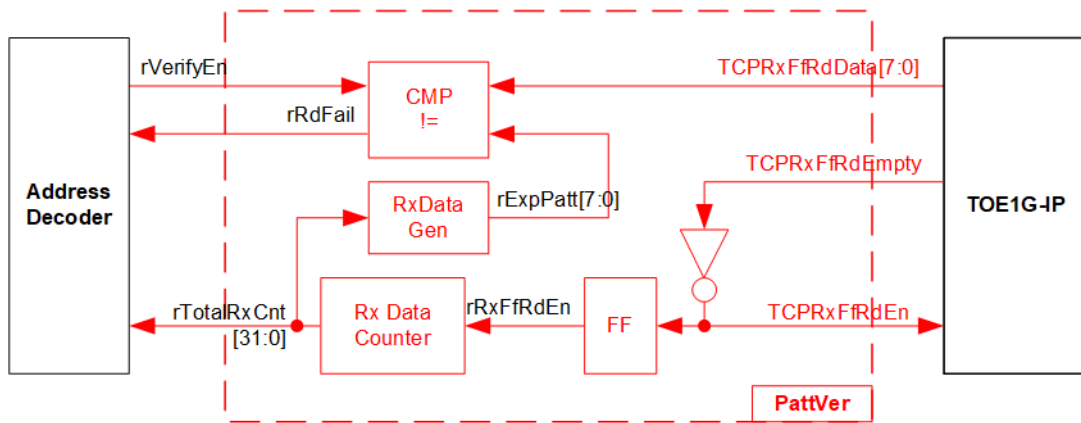 rVerifyEn
TCPRxFfRdData[7:0]
CMP
!=
rRdFail
TCPRxFfRdEmpty
Address
Decoder
RxData
Gen
rExpPatt[7:0]
TOE1G-IP
rTotalRxCnt
[31:0]
Rx Data
Counter
rRxFfRdEn
FF
TCPRxFfRdEn
PattVer